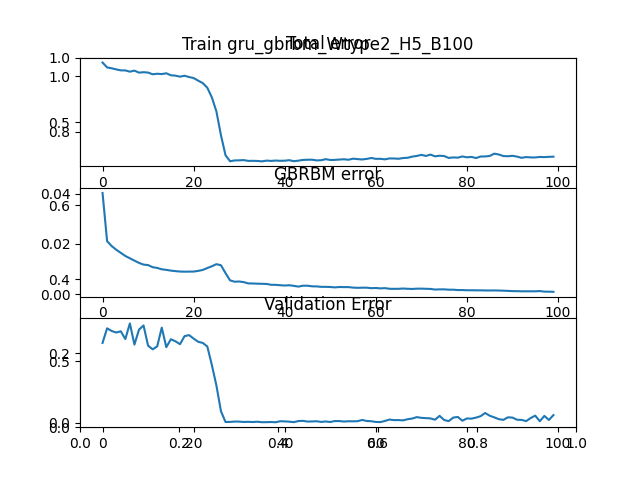 Train gru_gbrbm_Wtype2_H5_B100
Total error
1.0
1.0
0.5
0.8
0 20 40 60 80 100
GBRBM error
0.04
0.6
0.02
0.4
0.00
0 20 40 60 80 100
Validation Error
0.2
0.5
0.0
0.0
0 20 40 60 80 100
0.0 0.2 0.4 0.6 0.8 1.0